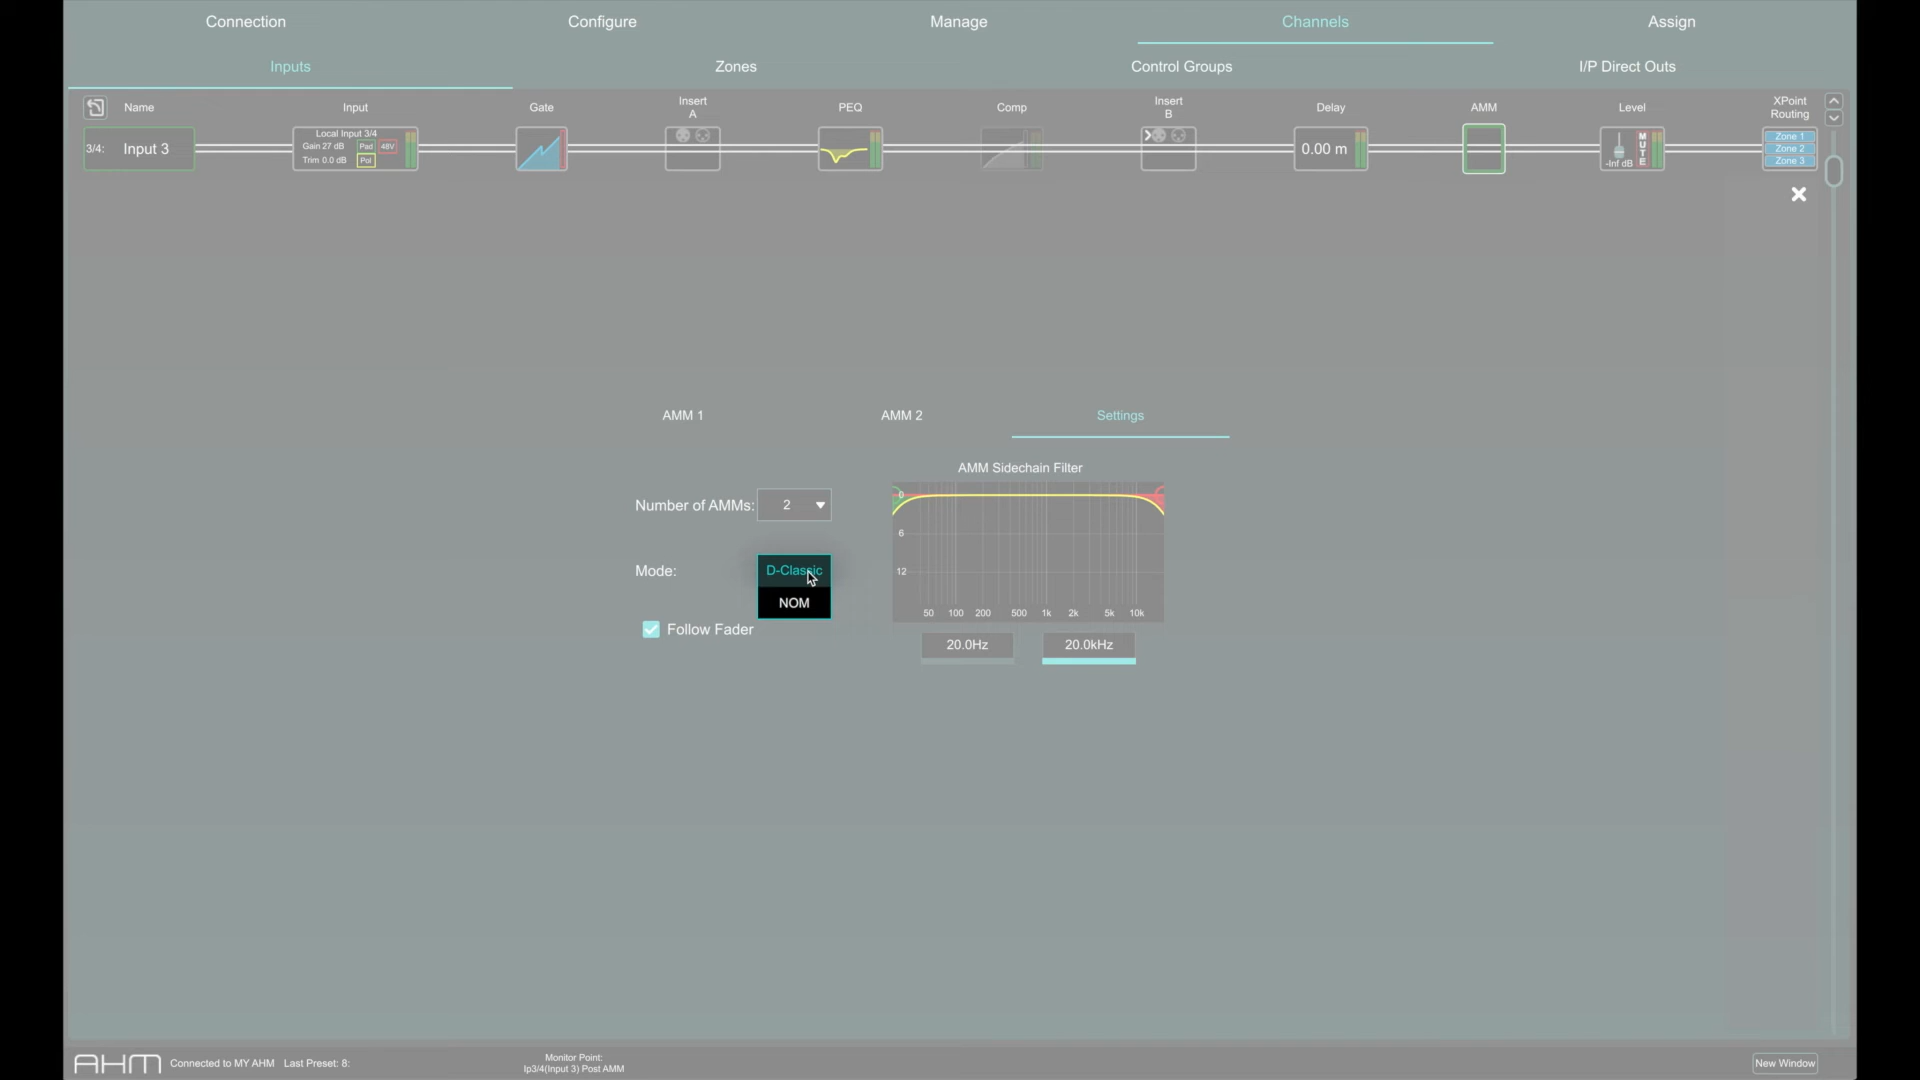 Connection Configure Manage Channels Assign
Inputs Zones Control Groups I/P Direct Outs
Name Input Gate Insert A PEQ Comp Insert B Delay AMM Level XPoint Routing
3/4: Input 3
Local Input 3/4
Gain 27 dB Pad 48V
Trim 0.0 dB Pol
0.00 m
-Inf dB MUTE
Zone 1
Zone 2
Zone 3
AMM 1 AMM 2 Settings
AMM Sidechain Filter
Number of AMMs: 2
0
6
12
50 100 200 500 1k 2k 5k 10k
Mode: D-Classic
NOM
Follow Fader
20.0Hz 20.0kHz
AHM Connected to MY AHM Last Preset: 8:
Monitor Point:
Ip3/4(Input 3) Post AMM
New Window